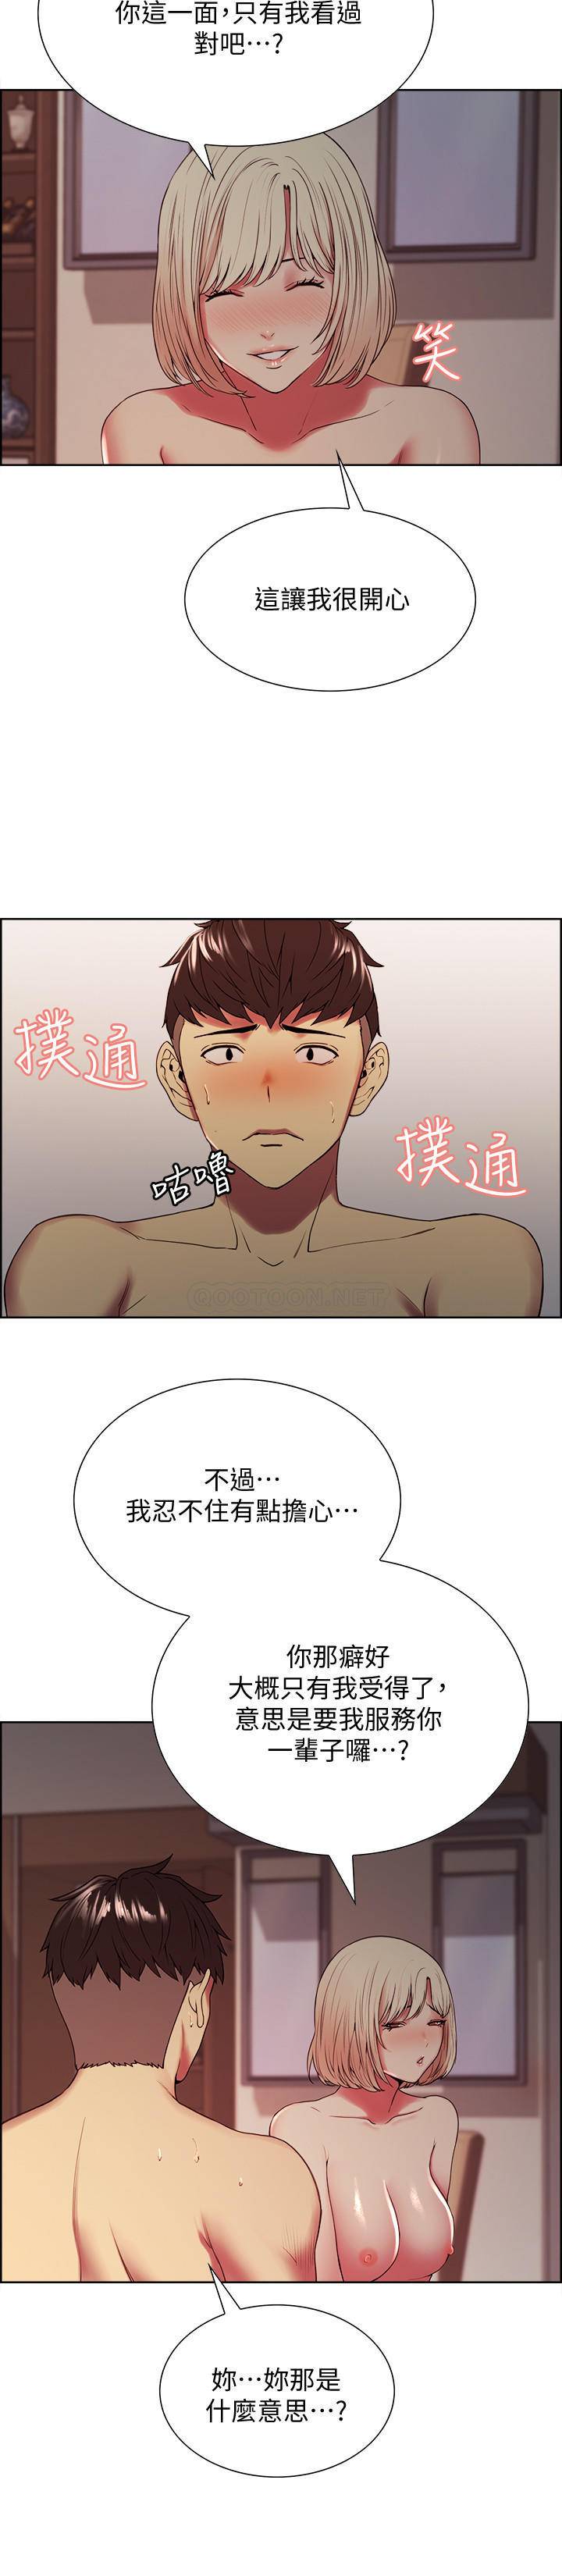 你這一面，只有我看過
對吧⋯?
笑
這讓我很開心
撲通
咕嚕
撲通
COOTOON.NET
不過⋯
我忍不住有點擔心⋯
你那癖好
大概只有我受得了，
意思是要我服務你
一輩子囉⋯?
妳⋯妳那是
什麼意思⋯?